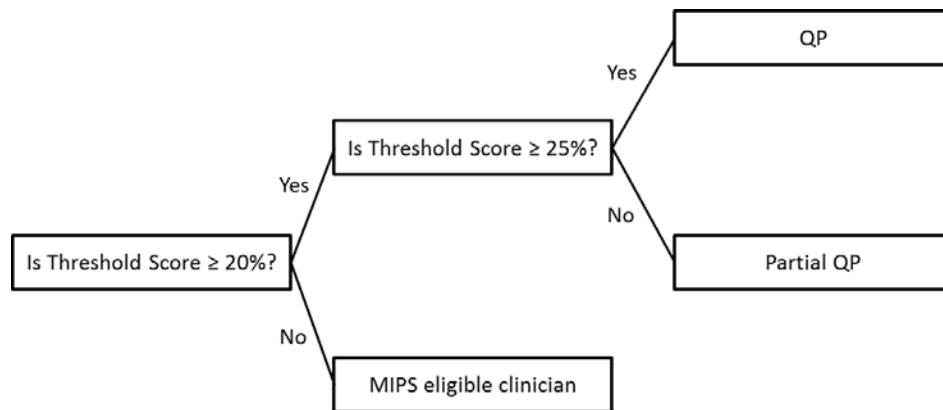 QP
Yes
Is Threshold Score ≥ 25%?
Yes
No
Is Threshold Score ≥ 20%?
Partial QP
No
MIPS eligible clinician